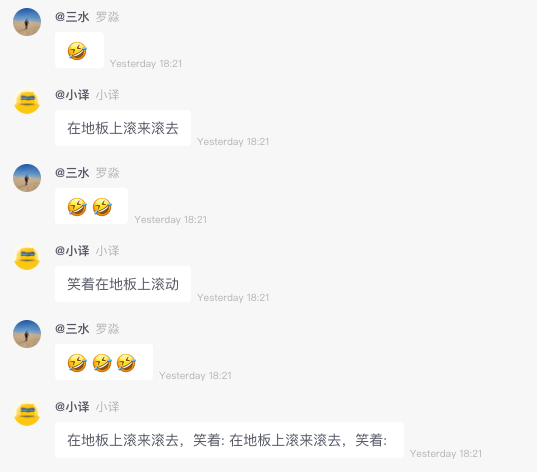 @三水 罗淼
🤣
Yesterday 18:21
@小译 小译
在地板上滚来滚去
Yesterday 18:21
@三水 罗淼
🤣🤣
Yesterday 18:21
@小译 小译
笑着在地板上滚动
Yesterday 18:21
@三水 罗淼
🤣🤣🤣
Yesterday 18:21
@小译 小译
在地板上滚来滚去，笑着: 在地板上滚来滚去，笑着:
Yesterday 18:21